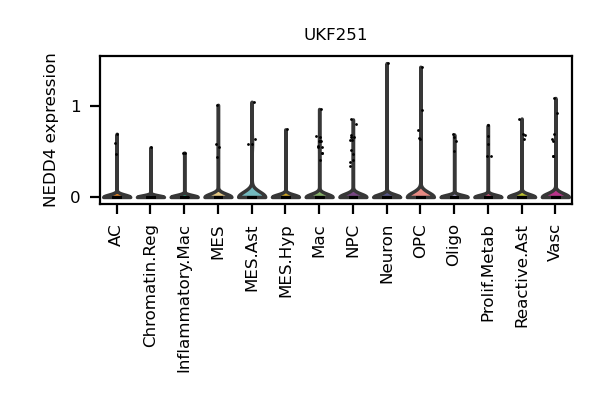 UKF251
NEDD4 expression
1
0
AC
Chromatin.Reg
Inflammatory.Mac
MES
MES.Ast
MES.Hyp
Mac
NPC
Neuron
OPC
Oligo
Prolif.Metab
Reactive.Ast
Vasc